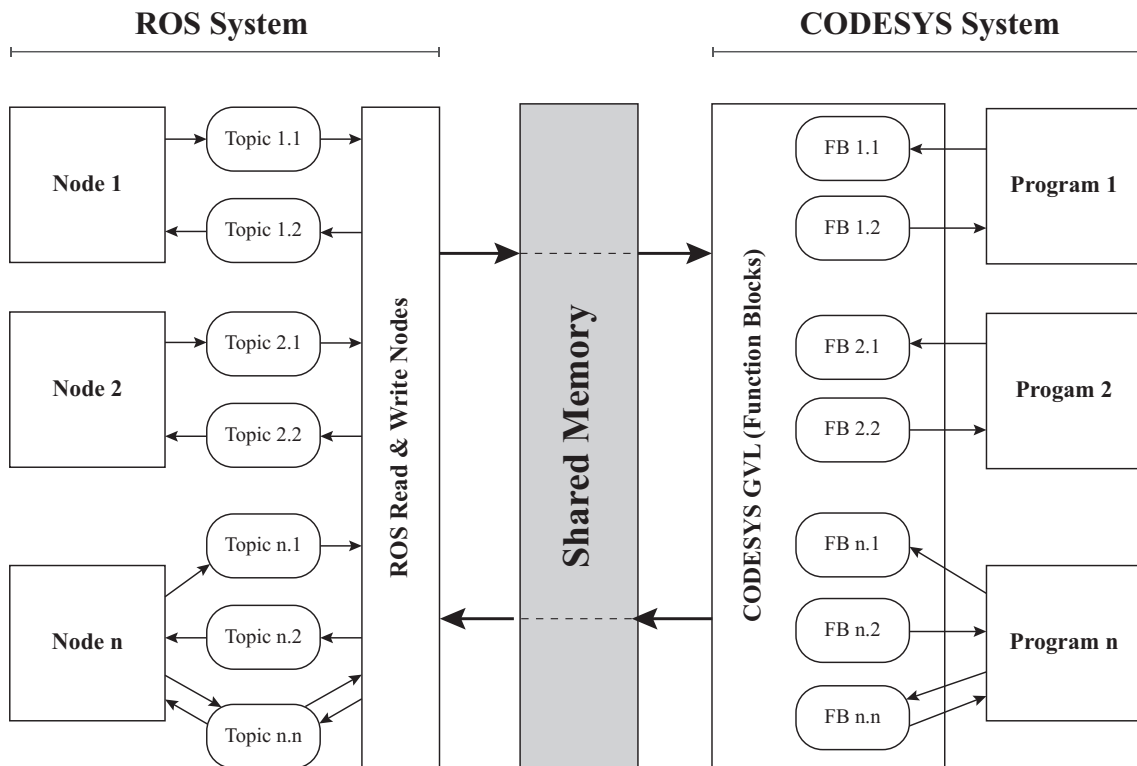 ROS System
CODESYS System
Node 1
Topic 1.1
Topic 1.2
Node 2
Topic 2.1
Topic 2.2
Node n
Topic n.1
Topic n.2
Topic n.n
ROS Read & Write Nodes
Shared Memory
CODESYS GVL (Function Blocks)
FB 1.1
FB 1.2
Program 1
FB 2.1
FB 2.2
Progam 2
FB n.1
FB n.2
FB n.n
Program n